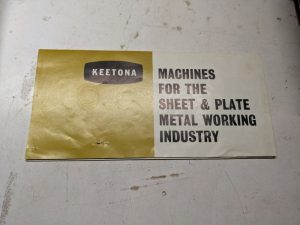 KEETONA
MACHINES
FOR THE
SHEET & PLATE
METAL WORKING
INDUSTRY